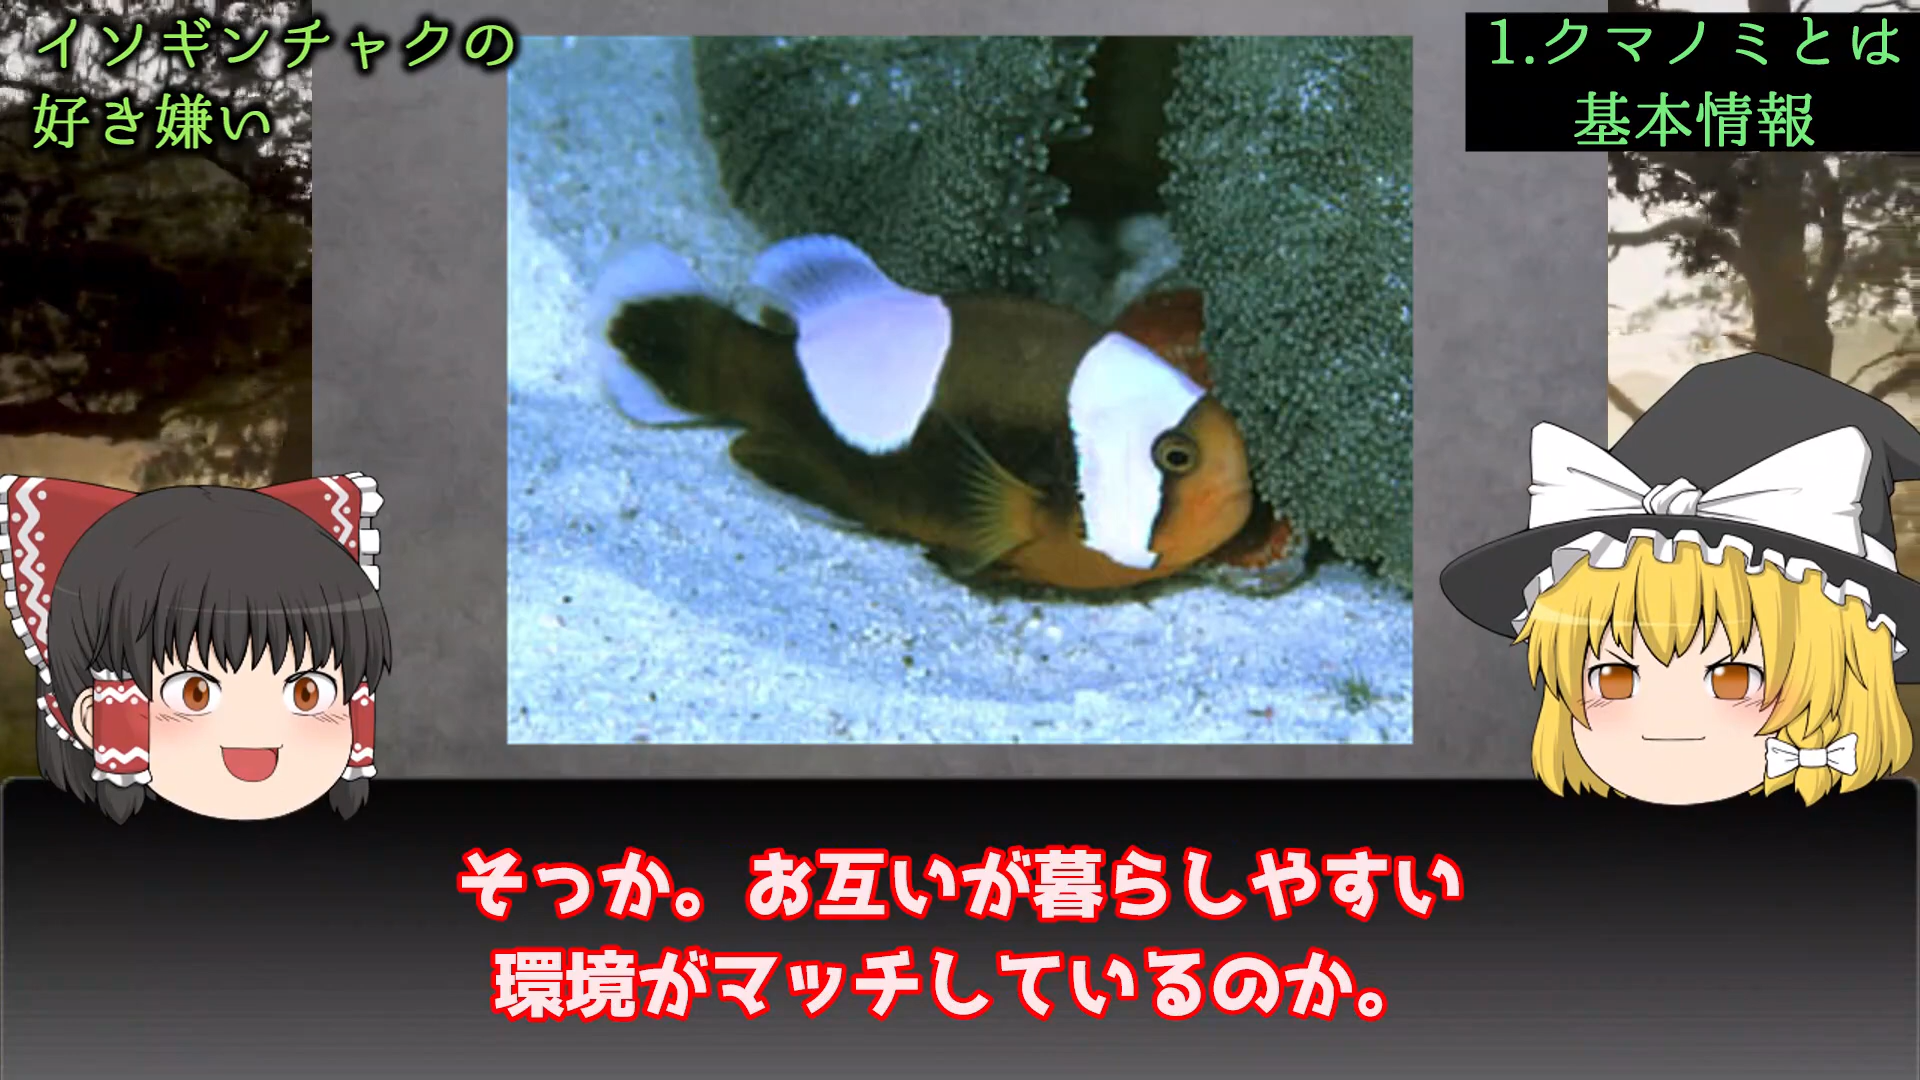 イソギンチャクの
好き嫌い
1.クマノミとは
基本情報
そっか。お互いが暮らしやすい
環境がマッチしているのか。